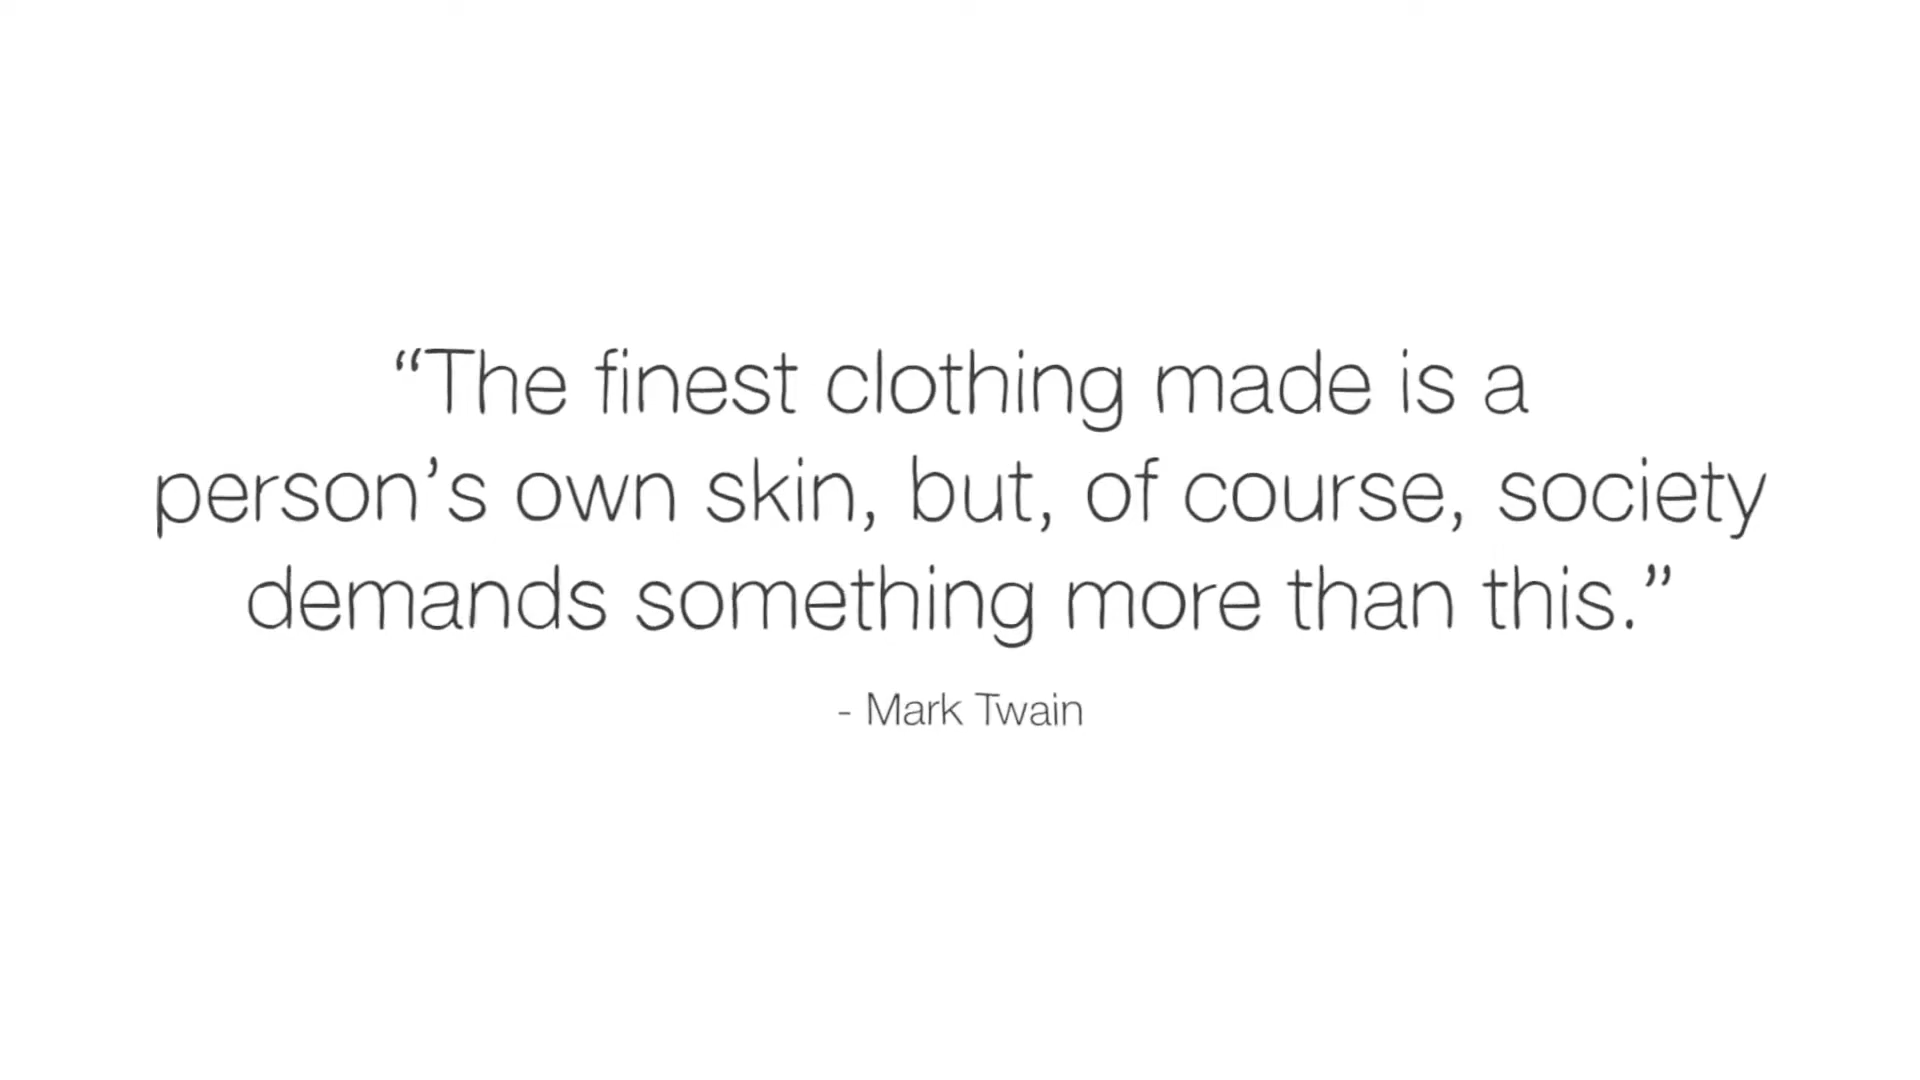 “The finest clothing made is a
person’s own skin, but, of course, society
demands something more than this.”
- Mark Twain